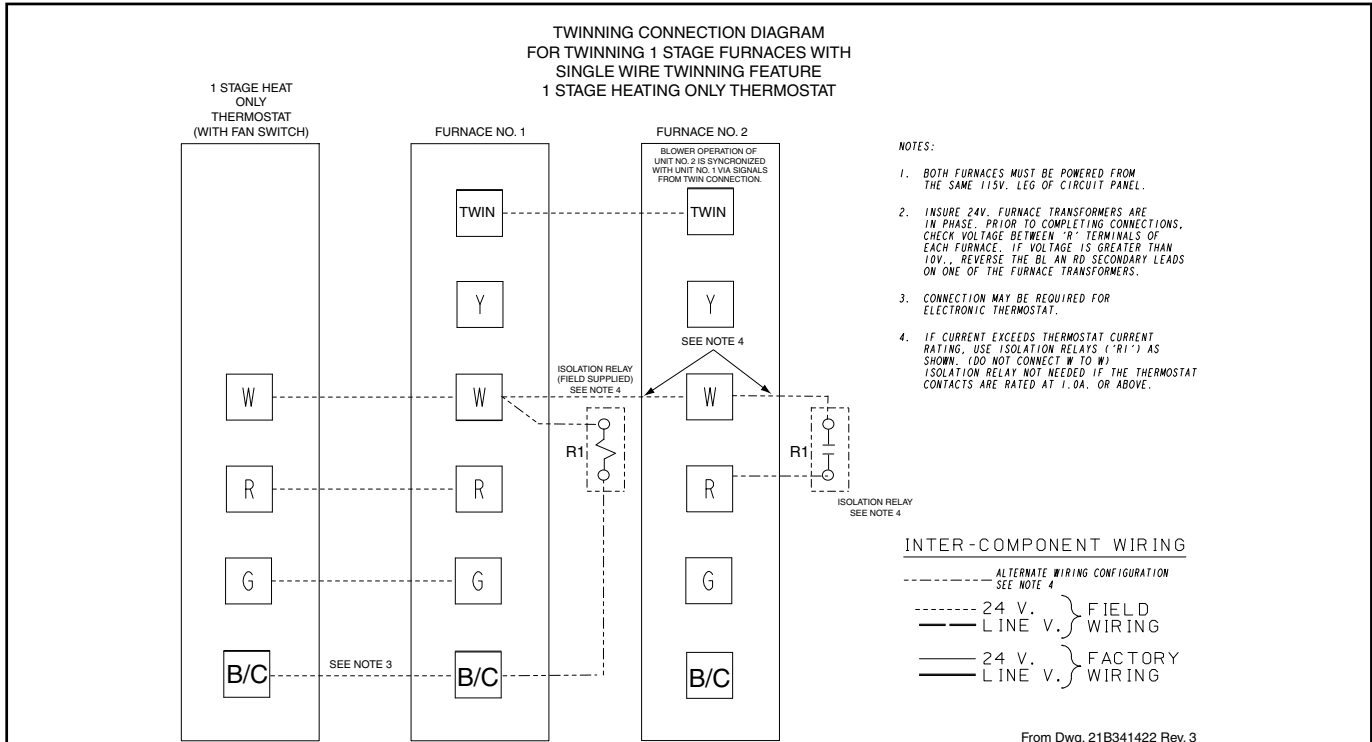 TWINNING CONNECTION DIAGRAM
FOR TWINNING 1 STAGE FURNACES WITH
SINGLE WIRE TWINNING FEATURE
1 STAGE HEATING ONLY THERMOSTAT
1 STAGE HEAT
ONLY
THERMOSTAT
(WITH FAN SWITCH)
W
R
G
B/C
SEE NOTE 3
FURNACE NO. 1
TWIN
Y
W
R
G
B/C
ISOLATION RELAY
(FIELD SUPPLIED)
SEE NOTE 4
R1
FURNACE NO. 2
BLOWER OPERATION OF
UNIT NO. 2 IS SYNCRONIZED
WITH UNIT NO. 1 VIA SIGNALS
FROM TWIN CONNECTION.
TWIN
Y
SEE NOTE 4
W
R
G
B/C
R1
ISOLATION RELAY
SEE NOTE 4
NOTES:
1. BOTH FURNACES MUST BE POWERED FROM
THE SAME 115V. LEG OF CIRCUIT PANEL.
2. INSURE 24V. FURNACE TRANSFORMERS ARE
IN PHASE. PRIOR TO COMPLETING CONNECTIONS,
CHECK VOLTAGE BETWEEN 'R' TERMINALS OF
EACH FURNACE. IF VOLTAGE IS GREATER THAN
10V., REVERSE THE BL AN RD SECONDARY LEADS
ON ONE OF THE FURNACE TRANSFORMERS.
3. CONNECTION MAY BE REQUIRED FOR
ELECTRONIC THERMOSTAT.
4. IF CURRENT EXCEEDS THERMOSTAT CURRENT
RATING, USE ISOLATION RELAYS ('R1') AS
SHOWN. (DO NOT CONNECT W TO W)
ISOLATION RELAY NOT NEEDED IF THE THERMOSTAT
CONTACTS ARE RATED AT 1.0A. OR ABOVE.
INTER-COMPONENT WIRING
ALTERNATE WIRING CONFIGURATION
SEE NOTE 4
24 V. FIELD
LINE V. WIRING
24 V. FACTORY
LINE V. WIRING
From Dwg. 21B341422 Rev. 3